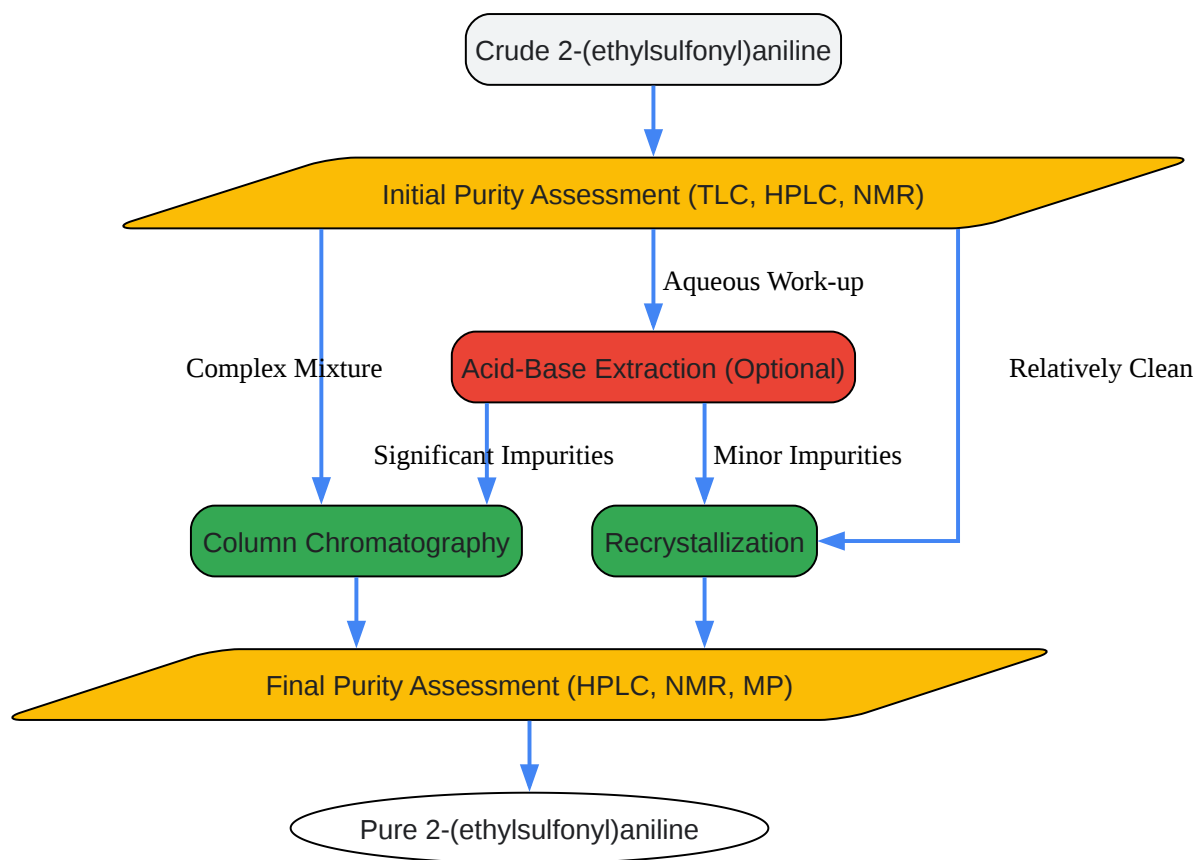 Crude 2-(ethylsulfonyl)aniline
Initial Purity Assessment (TLC, HPLC, NMR)
Aqueous Work-up
Complex Mixture
Acid-Base Extraction (Optional)
Relatively Clean
Significant Impurities
Minor Impurities
Column Chromatography
Recrystallization
Final Purity Assessment (HPLC, NMR, MP)
Pure 2-(ethylsulfonyl)aniline